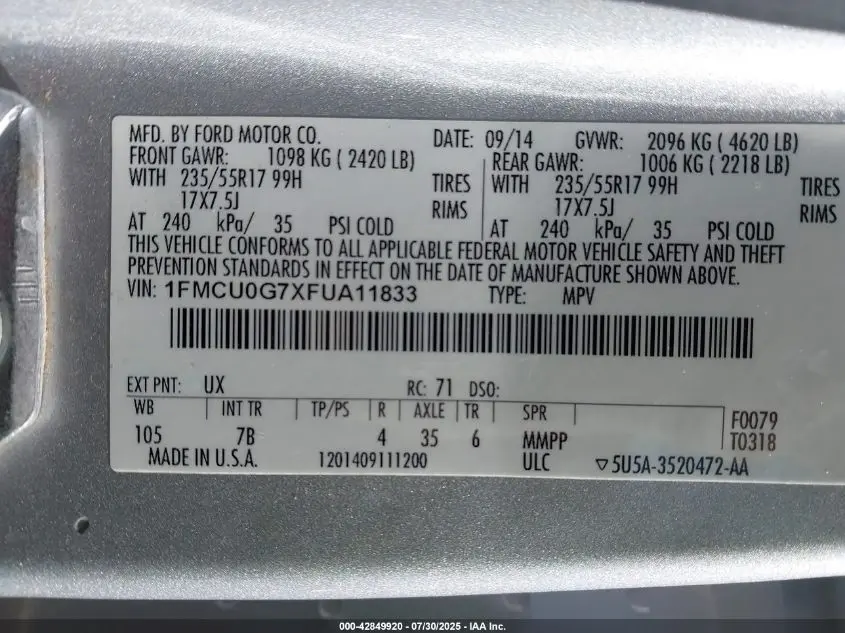 MFD. BY FORD MOTOR CO. DATE: 09/14 GVWR: 2096 KG ( 4620 LB)
FRONT GAWR: 1098 KG ( 2420 LB) REAR GAWR: 1006 KG ( 2218 LB)
WITH 235/55R17 99H TIRES WITH 235/55R17 99H TIRES
17X7.5J RIMS 17X7.5J RIMS
AT 240 kPa/ 35 PSI COLD AT 240 kPa/ 35 PSI COLD
THIS VEHICLE CONFORMS TO ALL APPLICABLE FEDERAL MOTOR VEHICLE SAFETY AND THEFT
PREVENTION STANDARDS IN EFFECT ON THE DATE OF MANUFACTURE SHOWN ABOVE.
VIN: 1FMCU0G7XFUA11833 TYPE: MPV
EXT PNT: UX RC: 71 DSO:
WB INT TR TP/PS R AXLE TR SPR F0079
105 7B 4 35 6 MMPP T0318
MADE IN U.S.A. 1201409111200 ULC ▽5U5A-3520472-AA
000-42849920 - 07/30/2025 - IAA Inc.